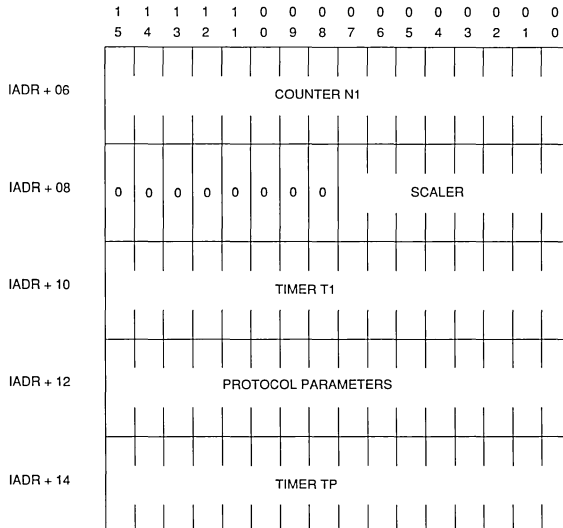 1 1 1 1 1 1 0 0 0 0 0 0 0 0 0 0
5 4 3 2 1 0 9 8 7 6 5 4 3 2 1 0
IADR + 06 COUNTER N1
IADR + 08 0 0 0 0 0 0 0 0 SCALER
IADR + 10 TIMER T1
IADR + 12 PROTOCOL PARAMETERS
IADR + 14 TIMER TP